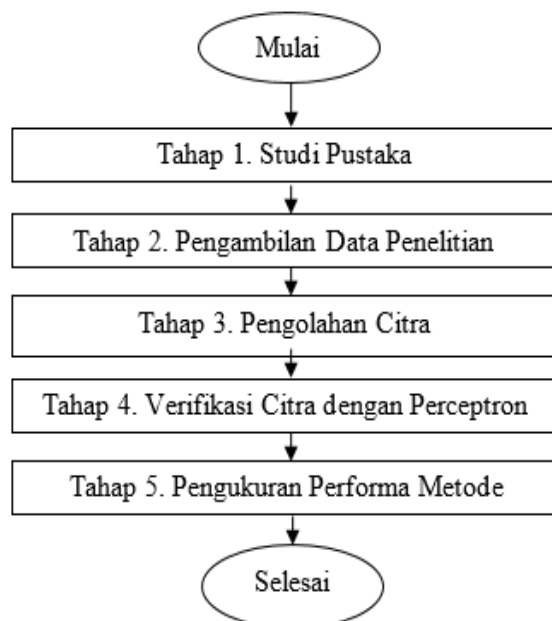 Mulai
Tahap 1. Studi Pustaka
Tahap 2. Pengambilan Data Penelitian
Tahap 3. Pengolahan Citra
Tahap 4. Verifikasi Citra dengan Perceptron
Tahap 5. Pengukuran Performa Metode
Selesai